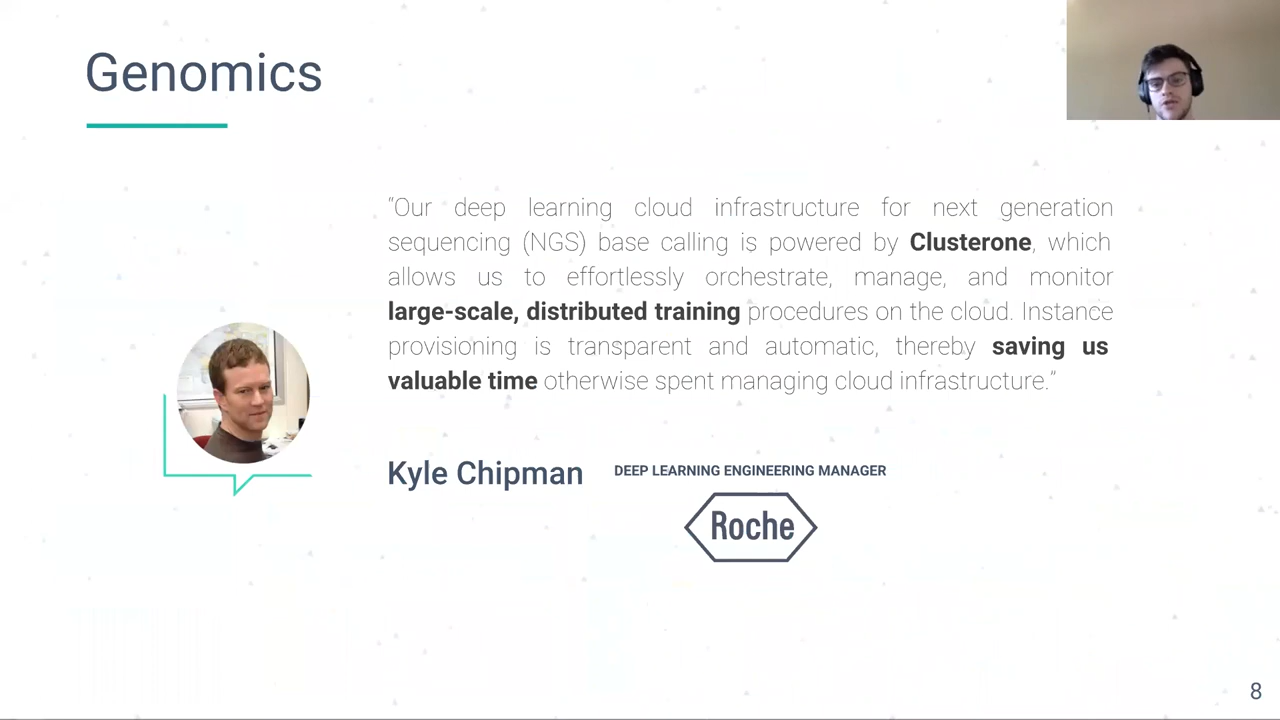 Genomics
“Our deep learning cloud infrastructure for next generation
sequencing (NGS) base calling is powered by Clusterone, which
allows us to effortlessly orchestrate, manage, and monitor
large-scale, distributed training procedures on the cloud. Instance
provisioning is transparent and automatic, thereby saving us
valuable time otherwise spent managing cloud infrastructure.”
Kyle Chipman
DEEP LEARNING ENGINEERING MANAGER
Roche
8